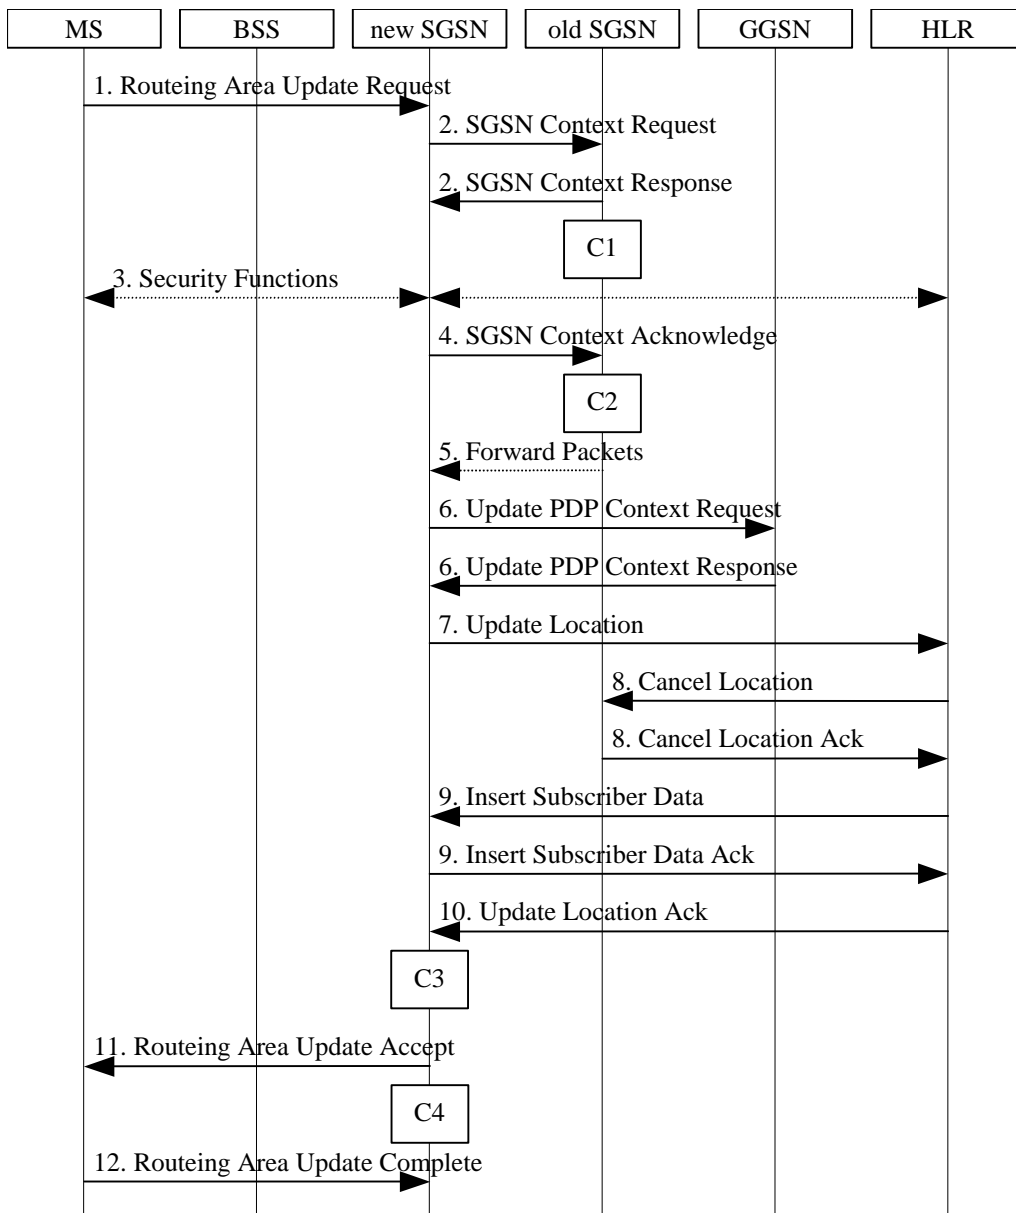 MS BSS new SGSN old SGSN GGSN HLR
1. Routeing Area Update Request
2. SGSN Context Request
2. SGSN Context Response
C1
3. Security Functions
4. SGSN Context Acknowledge
C2
5. Forward Packets
6. Update PDP Context Request
6. Update PDP Context Response
7. Update Location
8. Cancel Location
8. Cancel Location Ack
9. Insert Subscriber Data
9. Insert Subscriber Data Ack
10. Update Location Ack
C3
11. Routeing Area Update Accept
C4
12. Routeing Area Update Complete